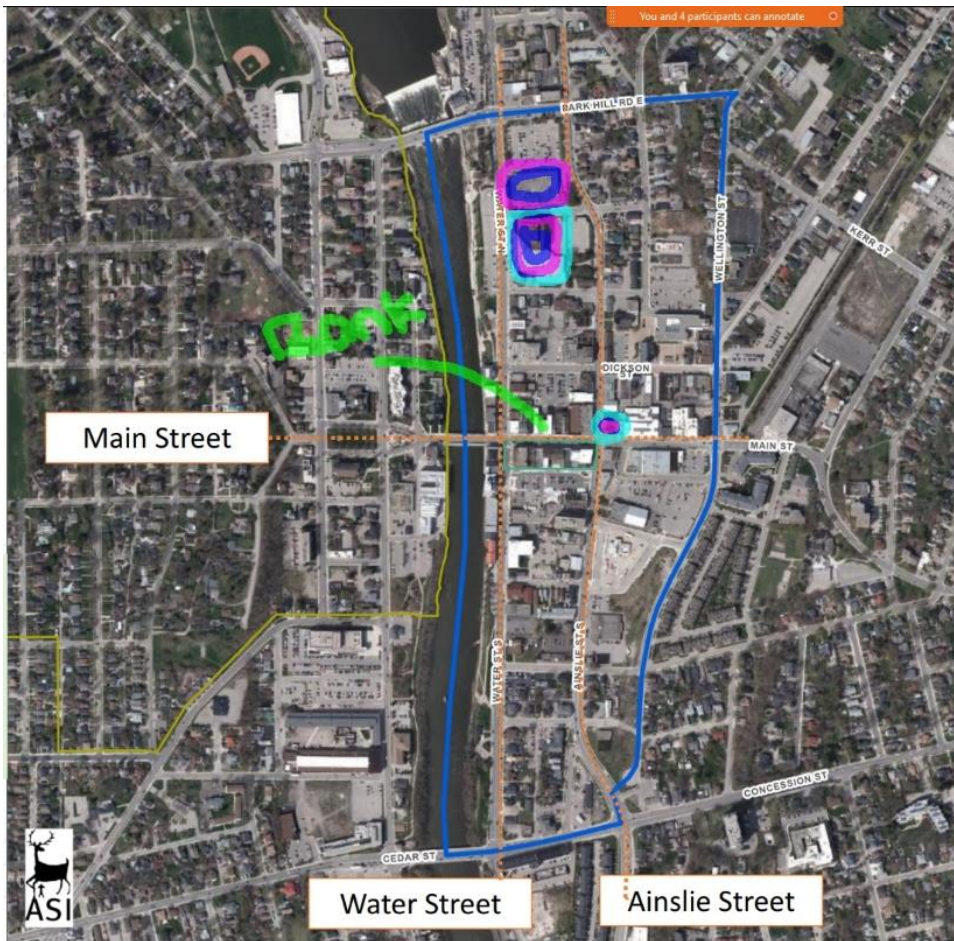 You and 4 participants can annotate
PARK HILL RD E
WATER ST N
WELLINGTON ST
KERR ST
Bank
DICKSON
ST
Main Street
MAIN ST
WATER ST S
AINSLIE ST S
CONCESSION ST
CEDAR ST
ASI
Water Street
Ainslie Street